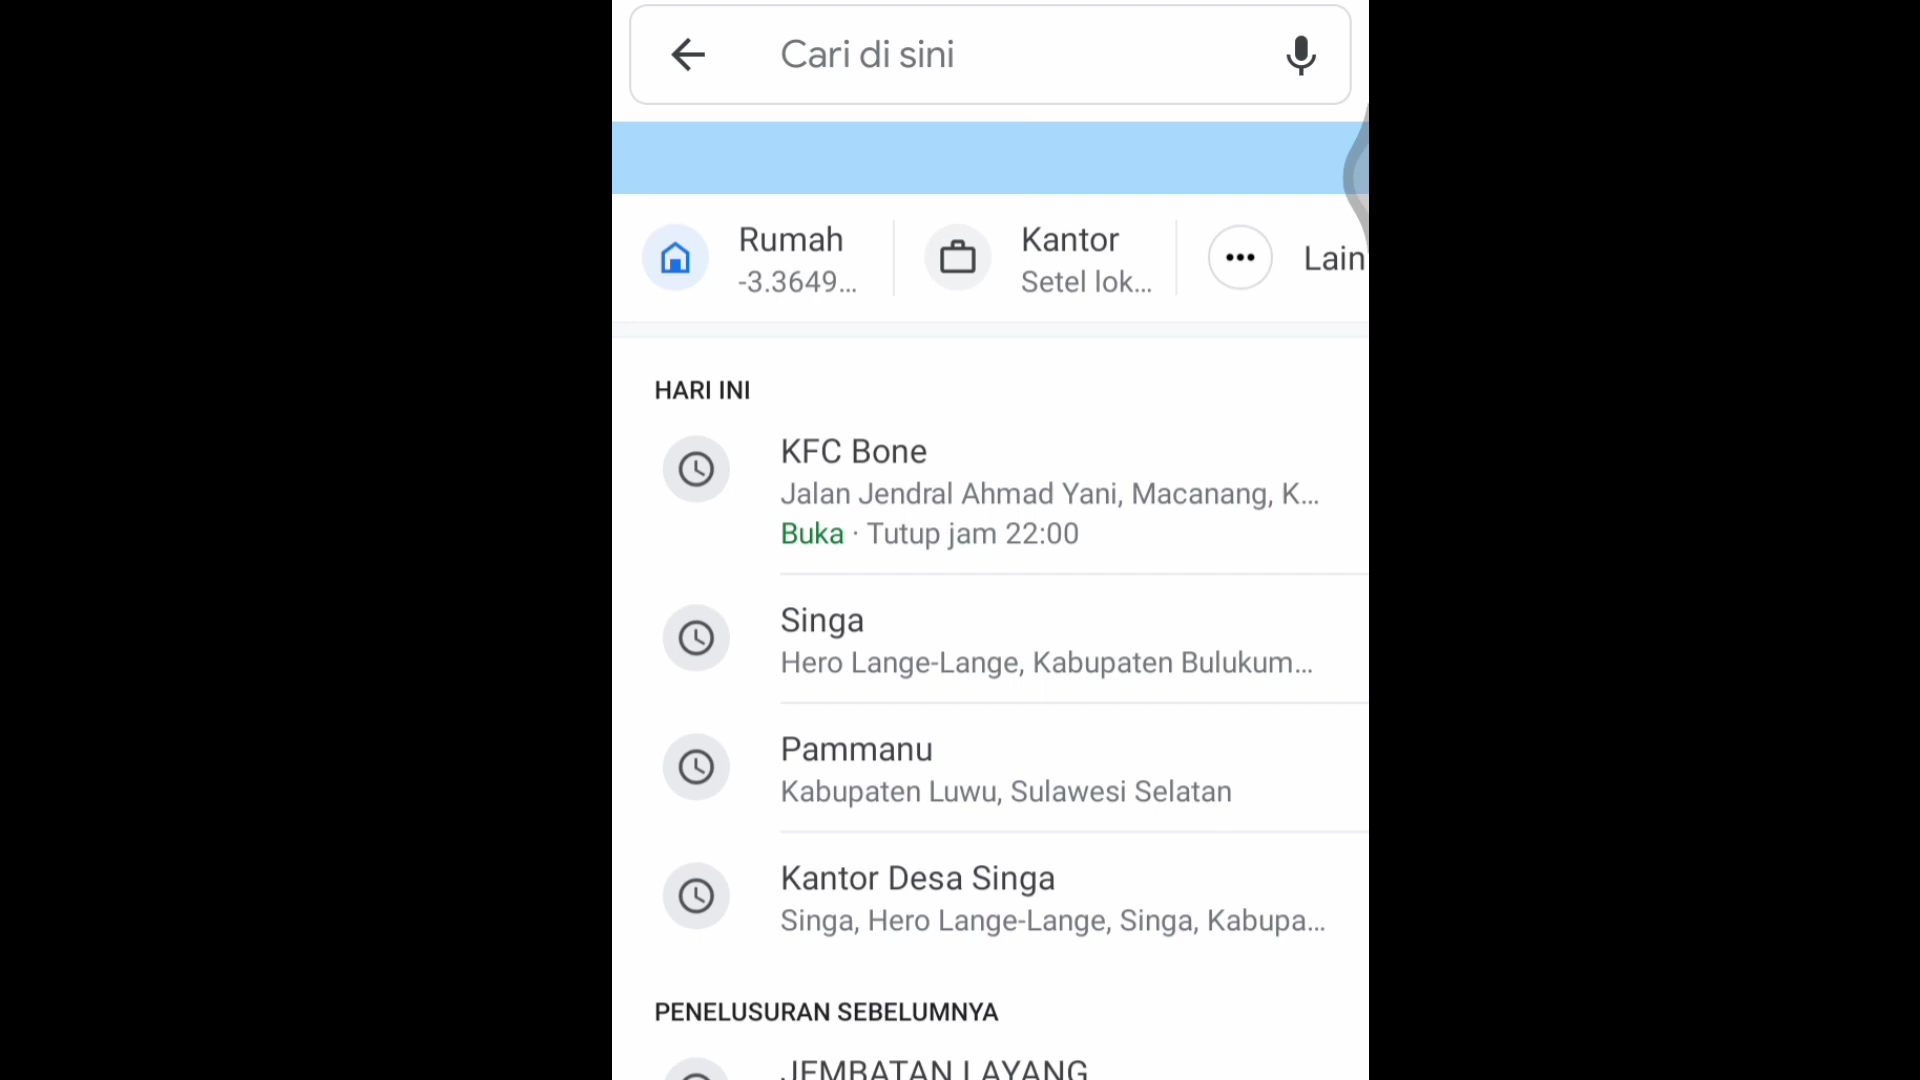 Cari di sini
Rumah
-3.3649...
Kantor
Setel lok...
Lain
HARI INI
KFC Bone
Jalan Jendral Ahmad Yani, Macanang, K...
Buka · Tutup jam 22:00
Singa
Hero Lange-Lange, Kabupaten Bulukum...
Pammanu
Kabupaten Luwu, Sulawesi Selatan
Kantor Desa Singa
Singa, Hero Lange-Lange, Singa, Kabupa...
PENELUSURAN SEBELUMNYA
JEMBATAN LAYANG